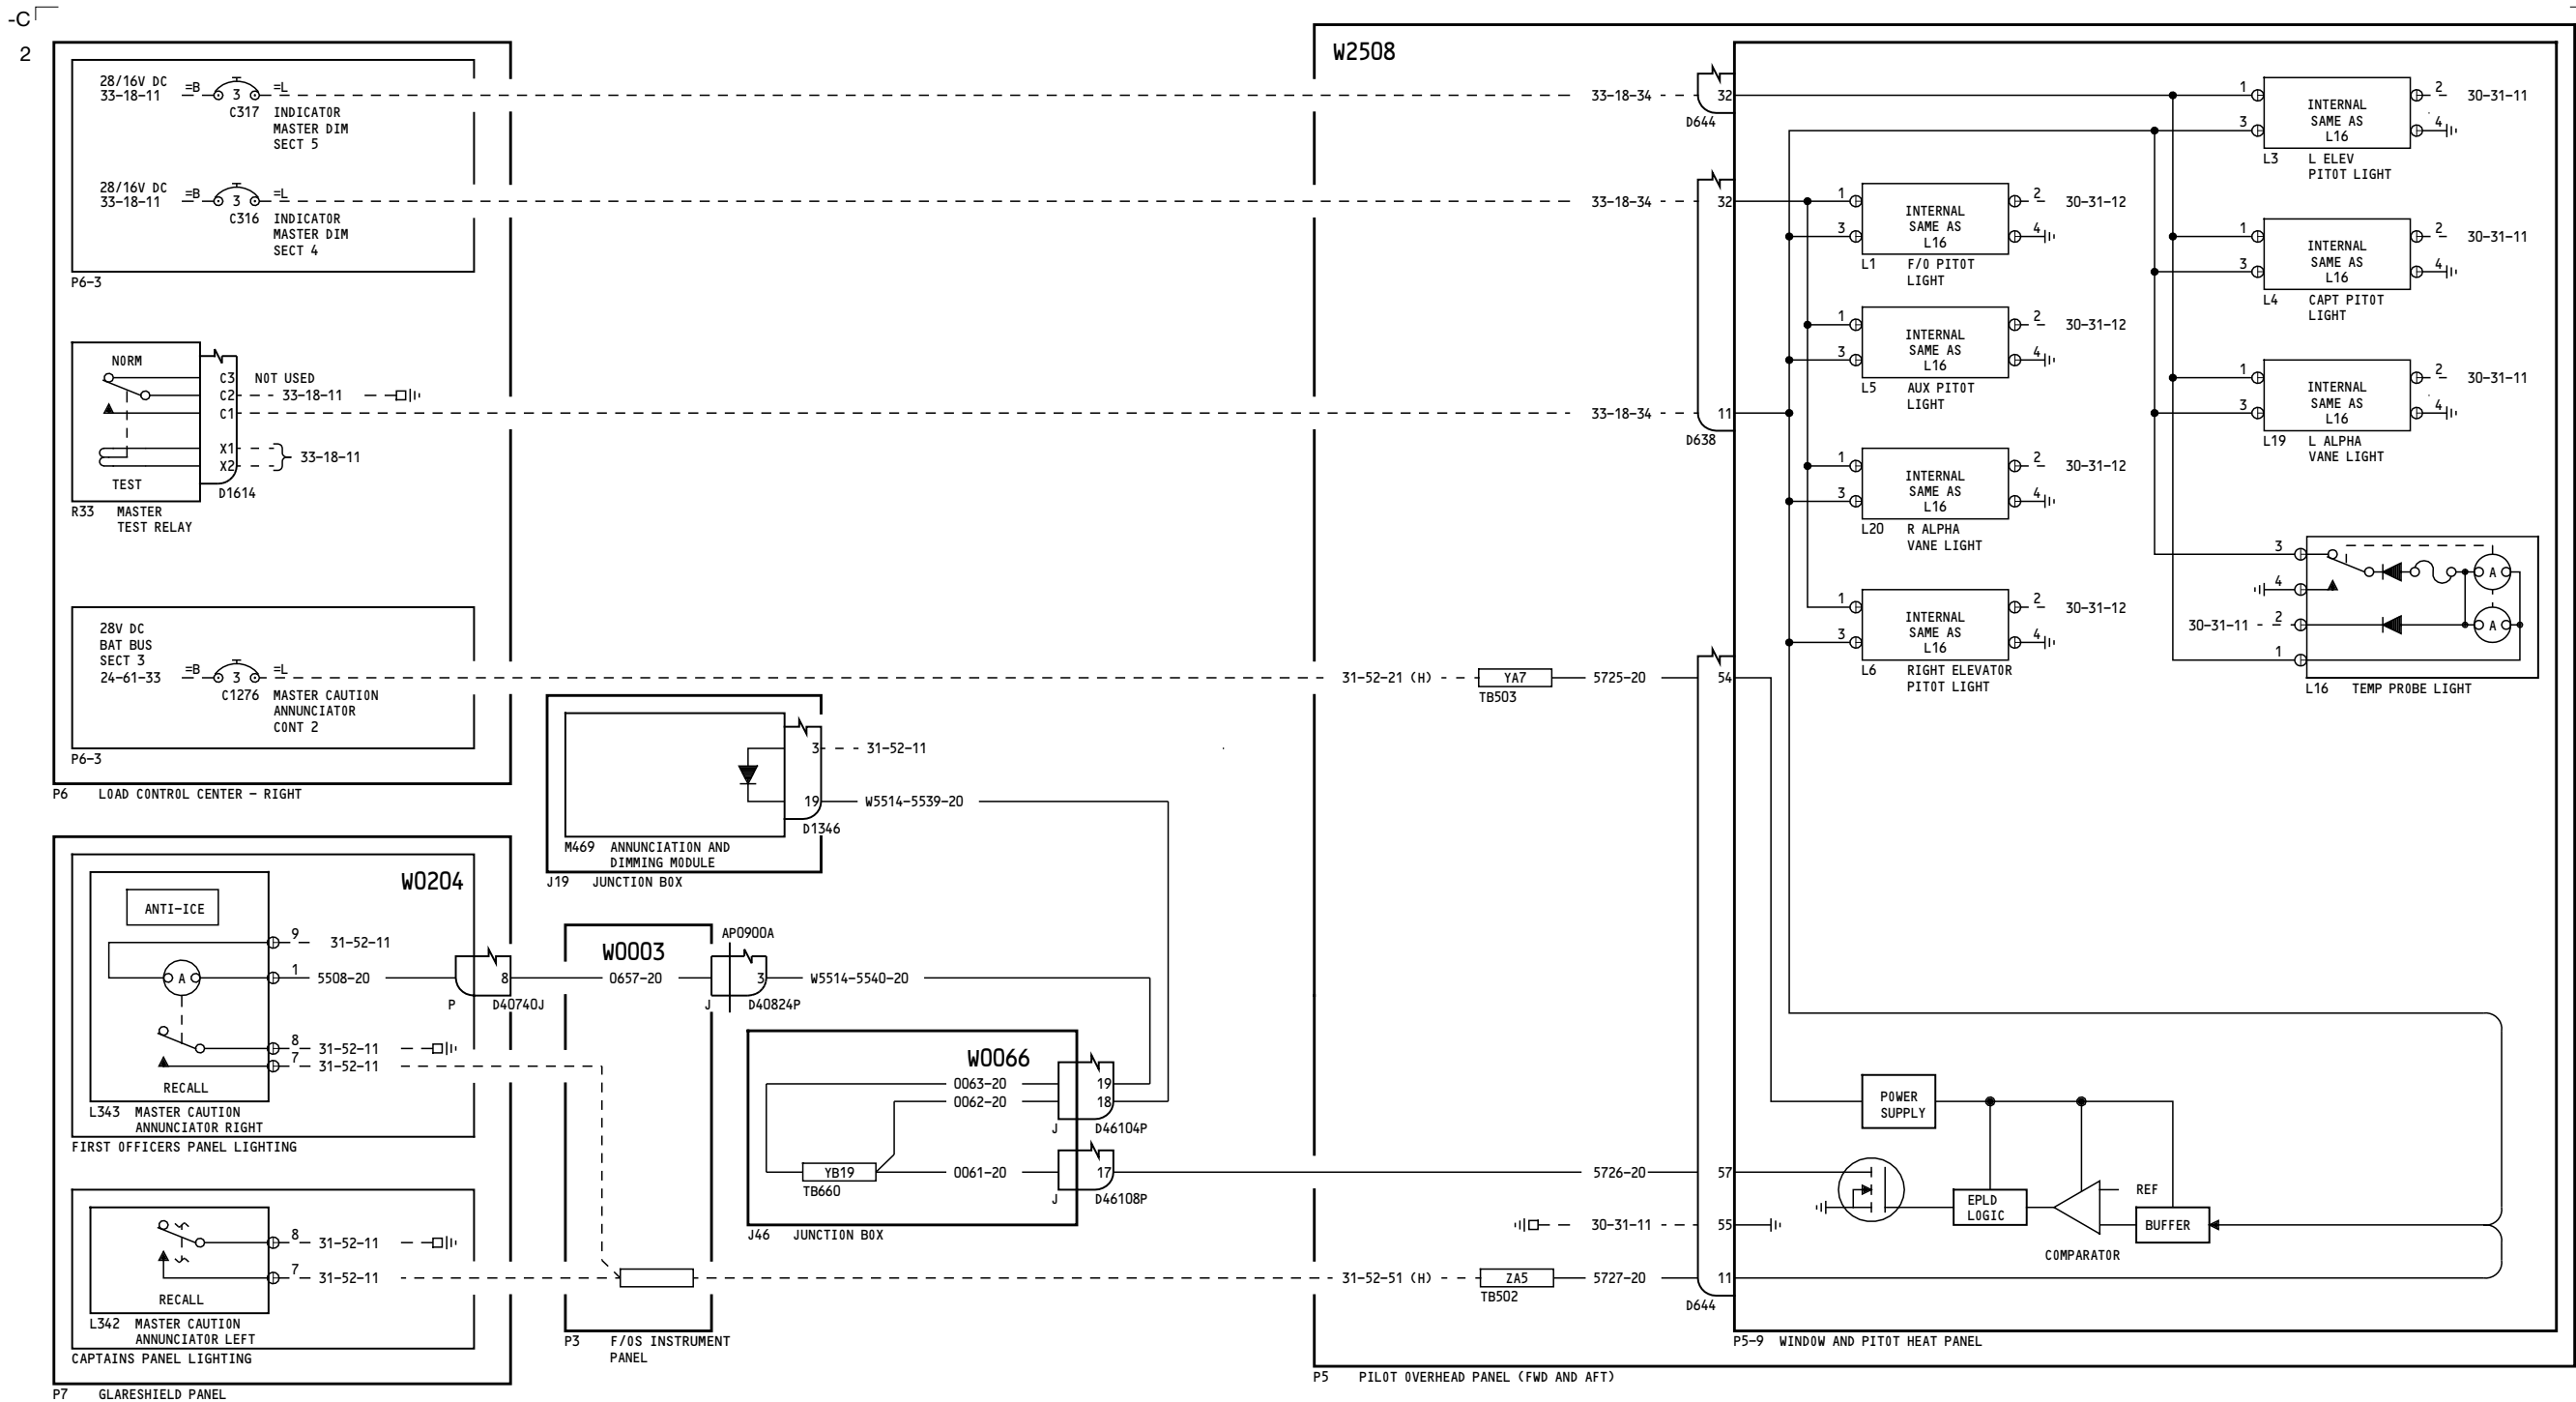 -C
2
28/16V DC
33-18-11
=B
3
=L
C317
INDICATOR
MASTER DIM
SECT 5
28/16V DC
33-18-11
=B
3
=L
C316
INDICATOR
MASTER DIM
SECT 4
P6-3
NORM
C3
NOT USED
C2
33-18-11
C1
X1
X2
33-18-11
TEST
D1614
R33
MASTER
TEST RELAY
28V DC
BAT BUS
SECT 3
24-61-33
=B
3
=L
C1276
MASTER CAUTION
ANNUNCIATOR
CONT 2
P6-3
P6
LOAD CONTROL CENTER - RIGHT
3
31-52-11
19
W5514-5539-20
D1346
M469
ANNUNCIATION AND
DIMMING MODULE
J19
JUNCTION BOX
W0204
ANTI-ICE
9
31-52-11
A
1
5508-20
8
P
D40740J
8
31-52-11
7
31-52-11
RECALL
L343
MASTER CAUTION
ANNUNCIATOR RIGHT
FIRST OFFICERS PANEL LIGHTING
8
31-52-11
7
31-52-11
RECALL
L342
MASTER CAUTION
ANNUNCIATOR LEFT
CAPTAINS PANEL LIGHTING
P7
GLARESHIELD PANEL
W0003
0657-20
AP0900A
3
W5514-5540-20
J
D40824P
P3
F/OS INSTRUMENT
PANEL
W0066
0063-20
19
0062-20
18
J
D46104P
YB19
TB660
0061-20
17
J
D46108P
J46
JUNCTION BOX
W2508
33-18-34
32
D644
33-18-34
32
33-18-34
11
D638
31-52-21 (H)
YA7
TB503
5725-20
54
5726-20
57
30-31-11
55
31-52-51 (H)
ZA5
TB502
5727-20
11
D644
1
3
INTERNAL
SAME AS
L16
2
30-31-12
4
L1
F/O PITOT
LIGHT
1
3
INTERNAL
SAME AS
L16
2
30-31-12
4
L5
AUX PITOT
LIGHT
1
3
INTERNAL
SAME AS
L16
2
30-31-12
4
L20
R ALPHA
VANE LIGHT
1
3
INTERNAL
SAME AS
L16
2
30-31-12
4
L6
RIGHT ELEVATOR
PITOT LIGHT
1
3
INTERNAL
SAME AS
L16
2
30-31-11
4
L3
L ELEV
PITOT LIGHT
1
3
INTERNAL
SAME AS
L16
2
30-31-11
4
L4
CAPT PITOT
LIGHT
1
3
INTERNAL
SAME AS
L16
2
30-31-11
4
L19
L ALPHA
VANE LIGHT
3
A
4
30-31-11
2
A
1
L16
TEMP PROBE LIGHT
POWER
SUPPLY
EPLD
LOGIC
REF
BUFFER
COMPARATOR
P5-9
WINDOW AND PITOT HEAT PANEL
P5
PILOT OVERHEAD PANEL (FWD AND AFT)